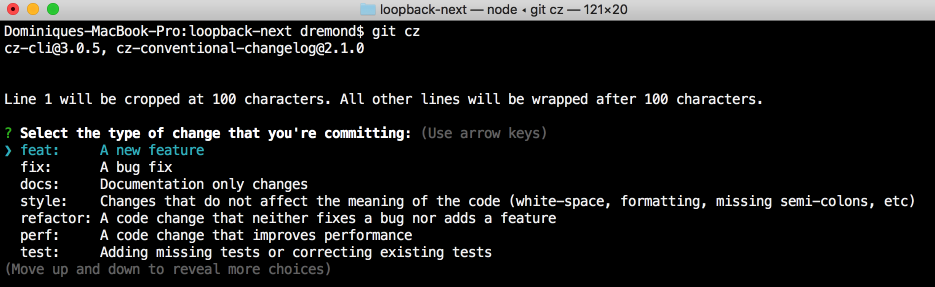 loopback-next — node ◂ git cz — 121×20
Dominiques-MacBook-Pro:loopback-next dremond$ git cz
cz-cli@3.0.5, cz-conventional-changelog@2.1.0
Line 1 will be cropped at 100 characters. All other lines will be wrapped after 100 characters.
? Select the type of change that you're committing: (Use arrow keys)
❯ feat:     A new feature
  fix:      A bug fix
  docs:     Documentation only changes
  style:    Changes that do not affect the meaning of the code (white-space, formatting, missing semi-colons, etc)
  refactor: A code change that neither fixes a bug nor adds a feature
  perf:     A code change that improves performance
  test:     Adding missing tests or correcting existing tests
(Move up and down to reveal more choices)